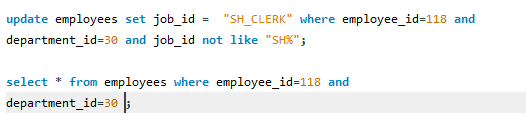 update employees set job_id =  "SH_CLERK" where employee_id=118 and
department_id=30 and job_id not like "SH%";
select * from employees where employee_id=118 and
department_id=30 ;